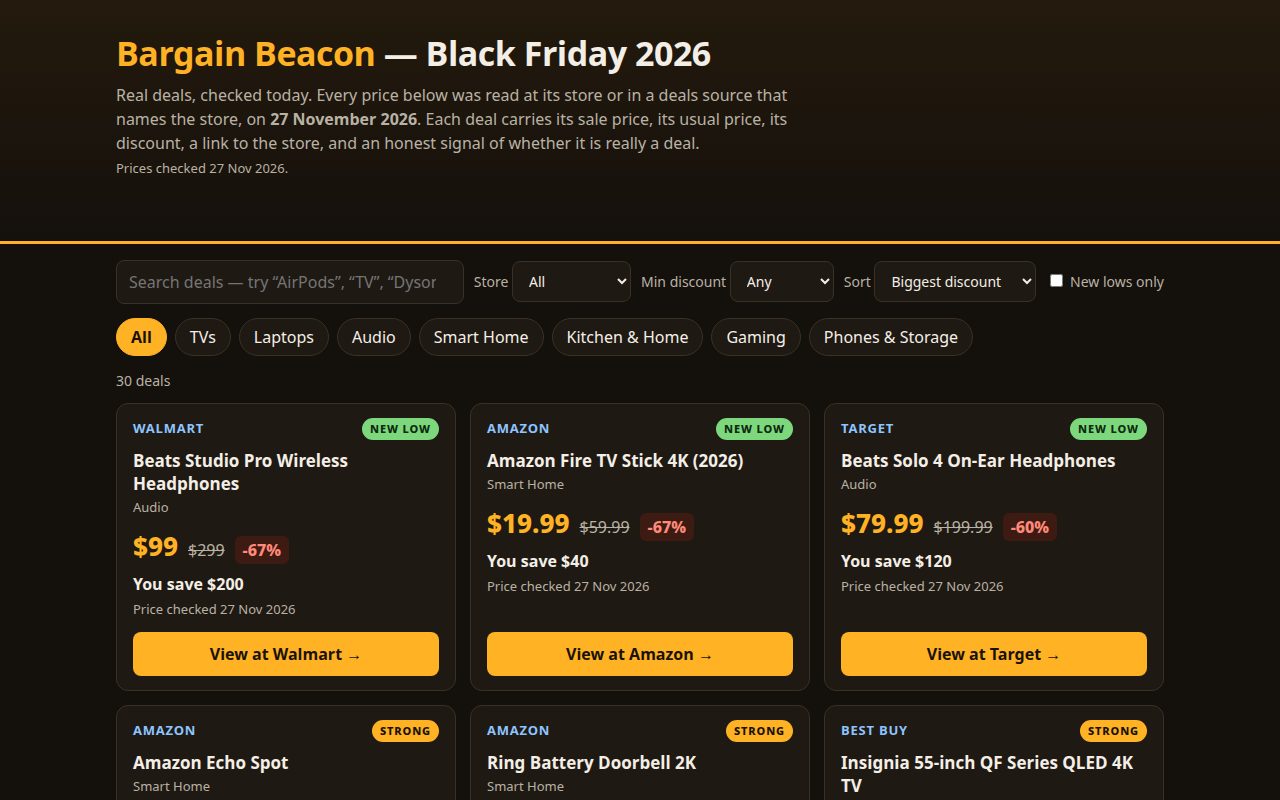 Bargain Beacon — Black Friday 2026
Real deals, checked today. Every price below was read at its store or in a deals source that
names the store, on 27 November 2026. Each deal carries its sale price, its usual price, its
discount, a link to the store, and an honest signal of whether it is really a deal.
Prices checked 27 Nov 2026.
Search deals — try “AirPods”, “TV”, “Dysor
Store All Min discount Any Sort Biggest discount New lows only
All TVs Laptops Audio Smart Home Kitchen & Home Gaming Phones & Storage
30 deals
WALMART NEW LOW
Beats Studio Pro Wireless
Headphones
Audio
$99 $299 -67%
You save $200
Price checked 27 Nov 2026
View at Walmart →
AMAZON NEW LOW
Amazon Fire TV Stick 4K (2026)
Smart Home
$19.99 $59.99 -67%
You save $40
Price checked 27 Nov 2026
View at Amazon →
TARGET NEW LOW
Beats Solo 4 On-Ear Headphones
Audio
$79.99 $199.99 -60%
You save $120
Price checked 27 Nov 2026
View at Target →
AMAZON STRONG
Amazon Echo Spot
Smart Home
AMAZON STRONG
Ring Battery Doorbell 2K
Smart Home
BEST BUY STRONG
Insignia 55-inch QF Series QLED 4K
TV